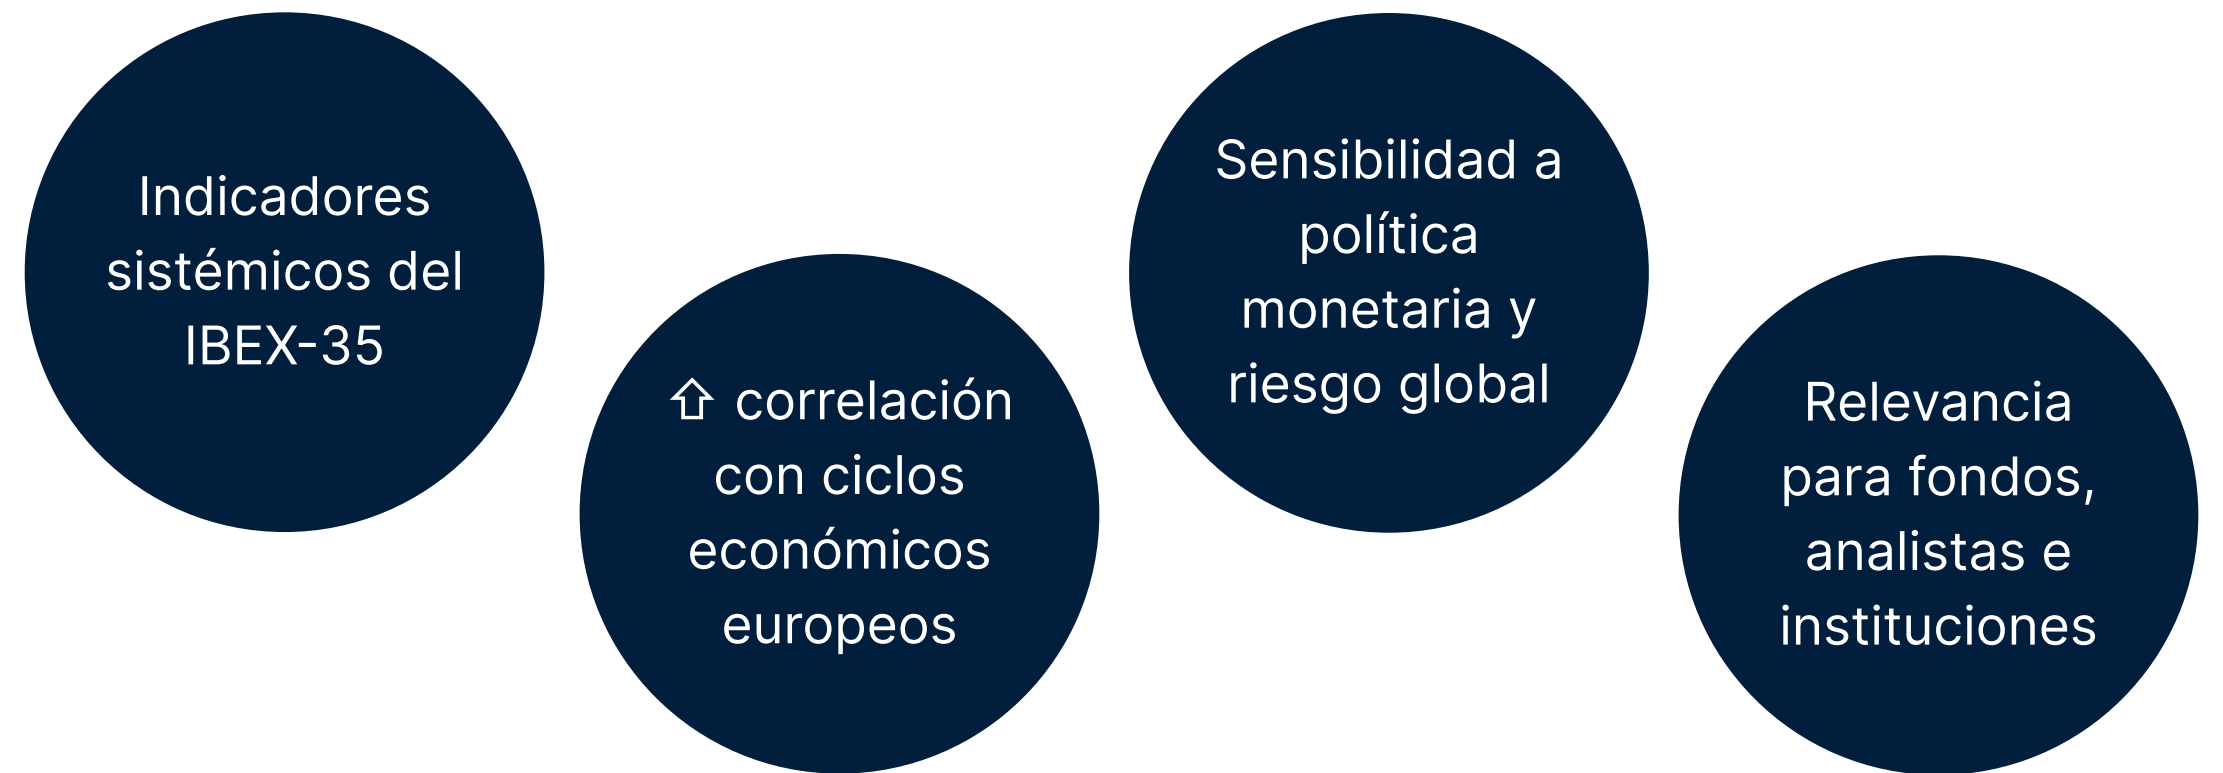 Indicadores
sistémicos del
IBEX-35
⇧ correlación
con ciclos
económicos
europeos
Sensibilidad a
política
monetaria y
riesgo global
Relevancia
para fondos,
analistas e
instituciones